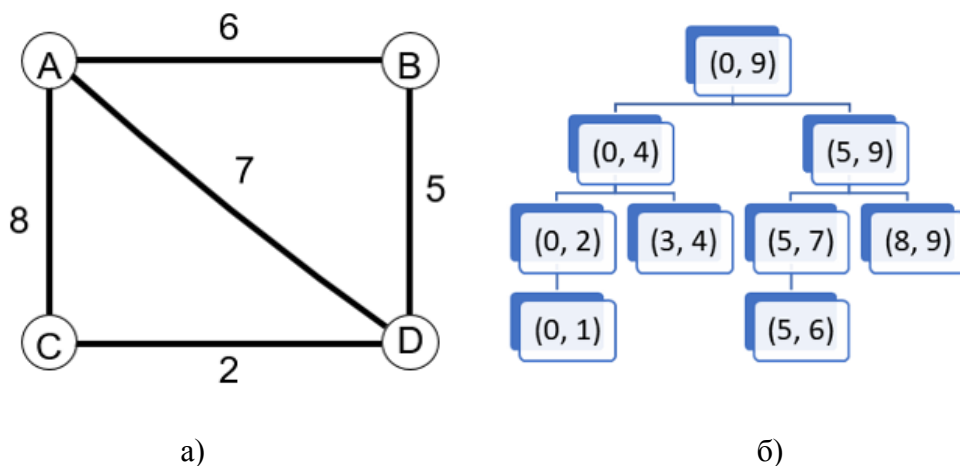 6
A
B
7
8
5
C
D
2
(0, 9)
(0, 4) (5, 9)
(0, 2) (3, 4) (5, 7) (8, 9)
(0, 1) (5, 6)
а) б)